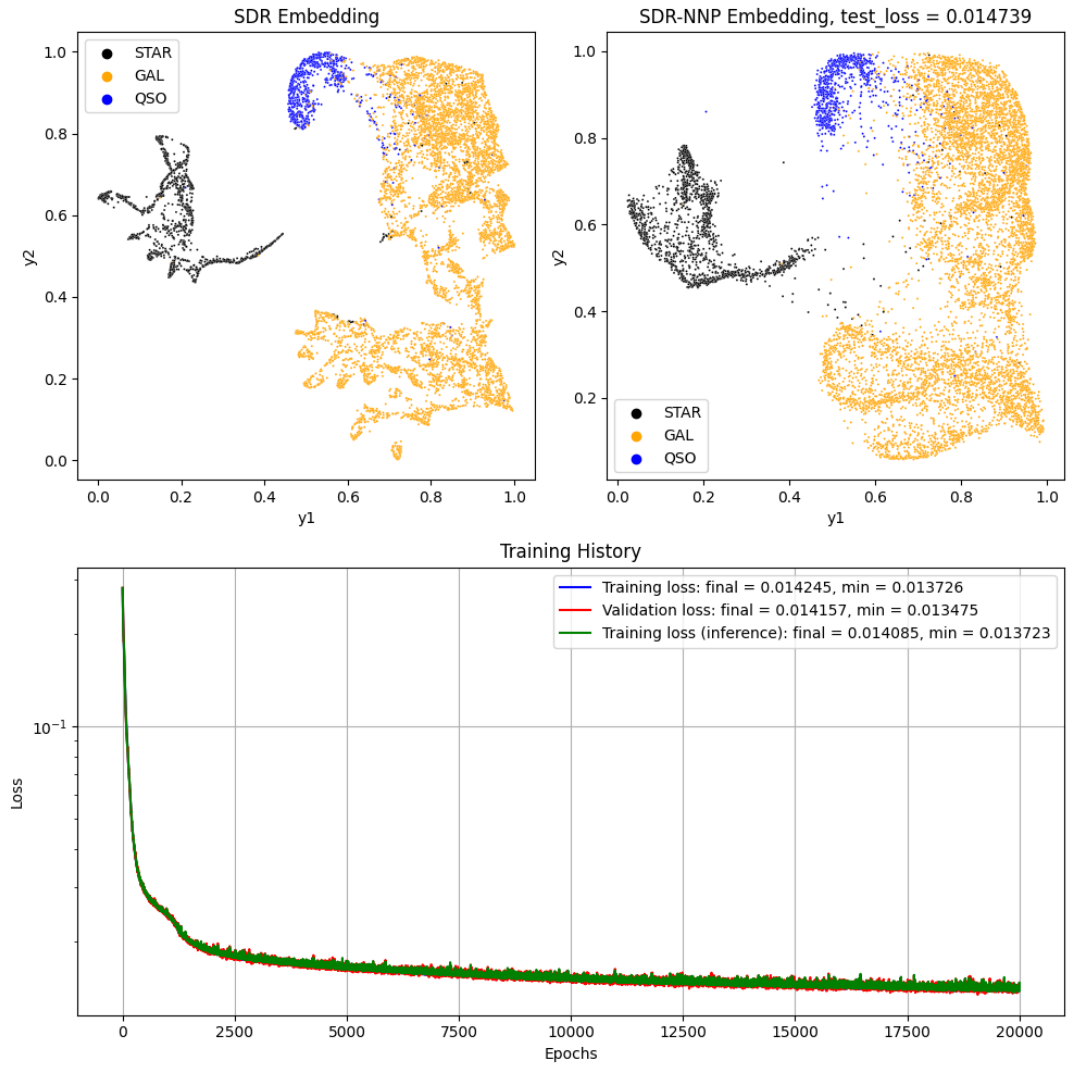 SDR Embedding
STAR
GAL
QSO
1.0
0.8
0.6
0.4
0.2
0.0
y2
0.0 0.2 0.4 0.6 0.8 1.0
y1
SDR-NNP Embedding, test_loss = 0.014739
1.0
0.8
0.6
0.4
0.2
y2
STAR
GAL
QSO
0.0 0.2 0.4 0.6 0.8 1.0
y1
Training History
Training loss: final = 0.014245, min = 0.013726
Validation loss: final = 0.014157, min = 0.013475
Training loss (inference): final = 0.014085, min = 0.013723
10⁻¹
Loss
0 2500 5000 7500 10000 12500 15000 17500 20000
Epochs